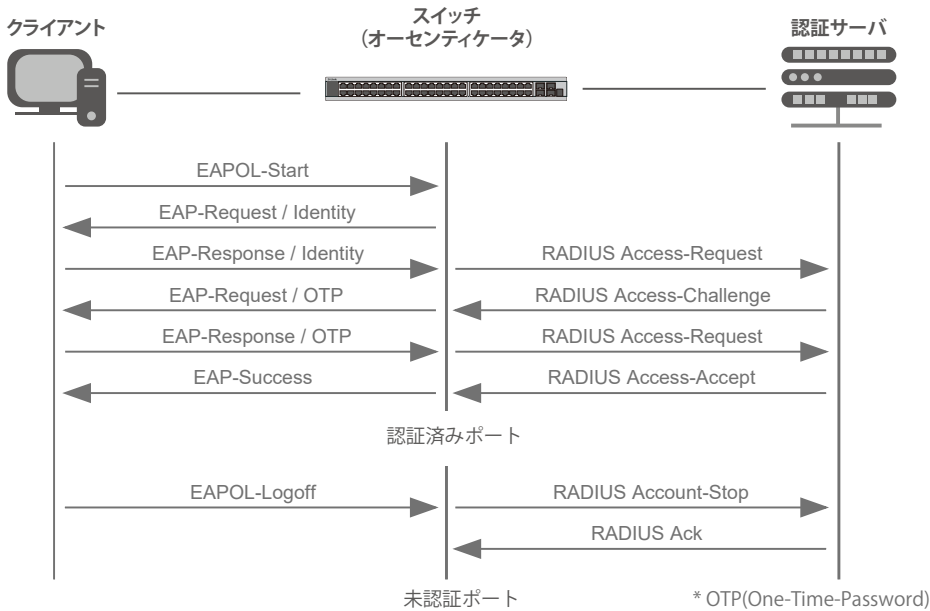 クライアント
スイッチ
（オーセンティケータ）
認証サーバ
EAPOL-Start
EAP-Request / Identity
EAP-Response / Identity
RADIUS Access-Request
EAP-Request / OTP
RADIUS Access-Challenge
EAP-Response / OTP
RADIUS Access-Request
EAP-Success
RADIUS Access-Accept
認証済みポート
EAPOL-Logoff
RADIUS Account-Stop
RADIUS Ack
未認証ポート
* OTP(One-Time-Password)